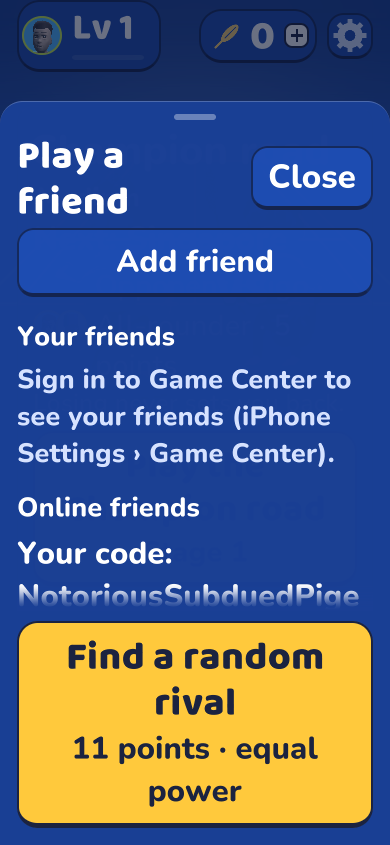 Lv 1
0
Play a
friend
Close
Add friend
Your friends
Sign in to Game Center to
see your friends (iPhone
Settings › Game Center).
Online friends
Your code:
NotoriousSubduedPige
Find a random
rival
11 points · equal
power